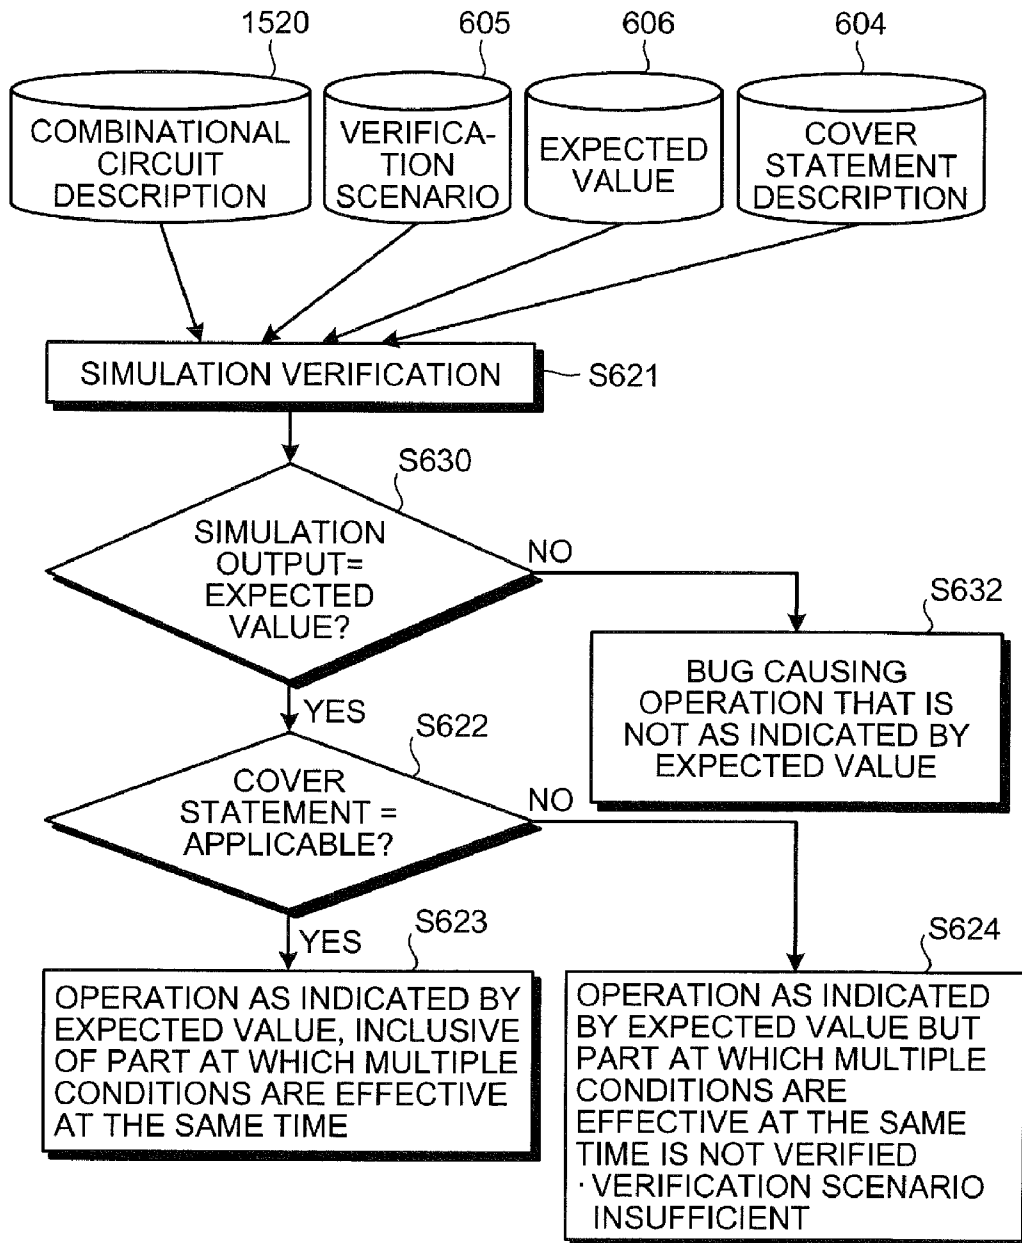 1520
605
606
604
COMBINATIONAL
CIRCUIT
DESCRIPTION
VERIFICA-
TION
SCENARIO
EXPECTED
VALUE
COVER
STATEMENT
DESCRIPTION
SIMULATION VERIFICATION
S621
S630
SIMULATION
OUTPUT=
EXPECTED
VALUE?
NO
YES
S632
BUG CAUSING
OPERATION THAT IS
NOT AS INDICATED BY
EXPECTED VALUE
S622
COVER
STATEMENT =
APPLICABLE?
NO
YES
S623
OPERATION AS INDICATED BY
EXPECTED VALUE, INCLUSIVE
OF PART AT WHICH MULTIPLE
CONDITIONS ARE EFFECTIVE
AT THE SAME TIME
S624
OPERATION AS INDICATED
BY EXPECTED VALUE BUT
PART AT WHICH MULTIPLE
CONDITIONS ARE
EFFECTIVE AT THE SAME
TIME IS NOT VERIFIED
· VERIFICATION SCENARIO
INSUFFICIENT